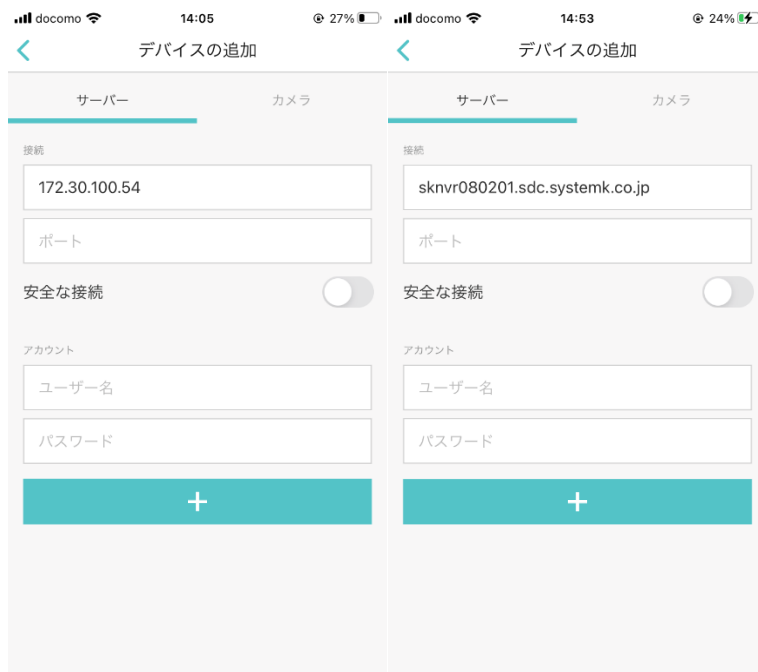 docomo 14:05 27%
デバイスの追加
サーバー カメラ
接続
172.30.100.54
ポート
安全な接続
アカウント
ユーザー名
パスワード
+
docomo 14:53 24%
デバイスの追加
サーバー カメラ
接続
sknvr080201.sdc.systemk.co.jp
ポート
安全な接続
アカウント
ユーザー名
パスワード
+